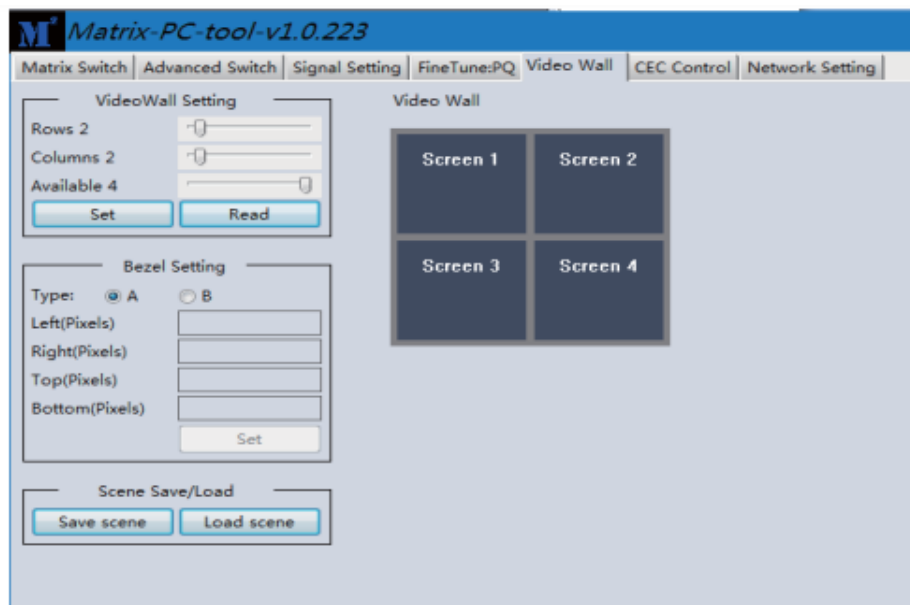 M² Matrix-PC-tool-v1.0.223
Matrix Switch Advanced Switch Signal Setting FineTune:PQ Video Wall CEC Control Network Setting
VideoWall Setting
Rows 2
Columns 2
Available 4
Set Read
Bezel Setting
Type: A B
Left(Pixels)
Right(Pixels)
Top(Pixels)
Bottom(Pixels)
Set
Scene Save/Load
Save scene Load scene
Video Wall
Screen 1 Screen 2
Screen 3 Screen 4